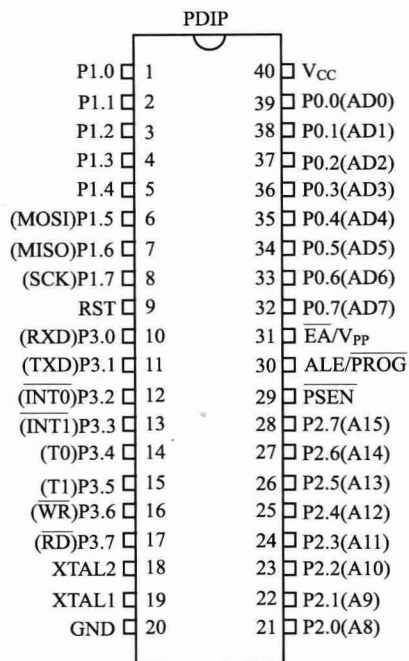 PDIP
P1.0 1 40 VCC
P1.1 2 39 P0.0(AD0)
P1.2 3 38 P0.1(AD1)
P1.3 4 37 P0.2(AD2)
P1.4 5 36 P0.3(AD3)
(MOSI)P1.5 6 35 P0.4(AD4)
(MISO)P1.6 7 34 P0.5(AD5)
(SCK)P1.7 8 33 P0.6(AD6)
RST 9 32 P0.7(AD7)
(RXD)P3.0 10 31 E̅A̅/VPP
(TXD)P3.1 11 30 ALE/P̅R̅O̅G̅
(I̅N̅T̅0̅)P3.2 12 29 P̅S̅E̅N̅
(I̅N̅T̅1̅)P3.3 13 28 P2.7(A15)
(T0)P3.4 14 27 P2.6(A14)
(T1)P3.5 15 26 P2.5(A13)
(W̅R̅)P3.6 16 25 P2.4(A12)
(R̅D̅)P3.7 17 24 P2.3(A11)
XTAL2 18 23 P2.2(A10)
XTAL1 19 22 P2.1(A9)
GND 20 21 P2.0(A8)